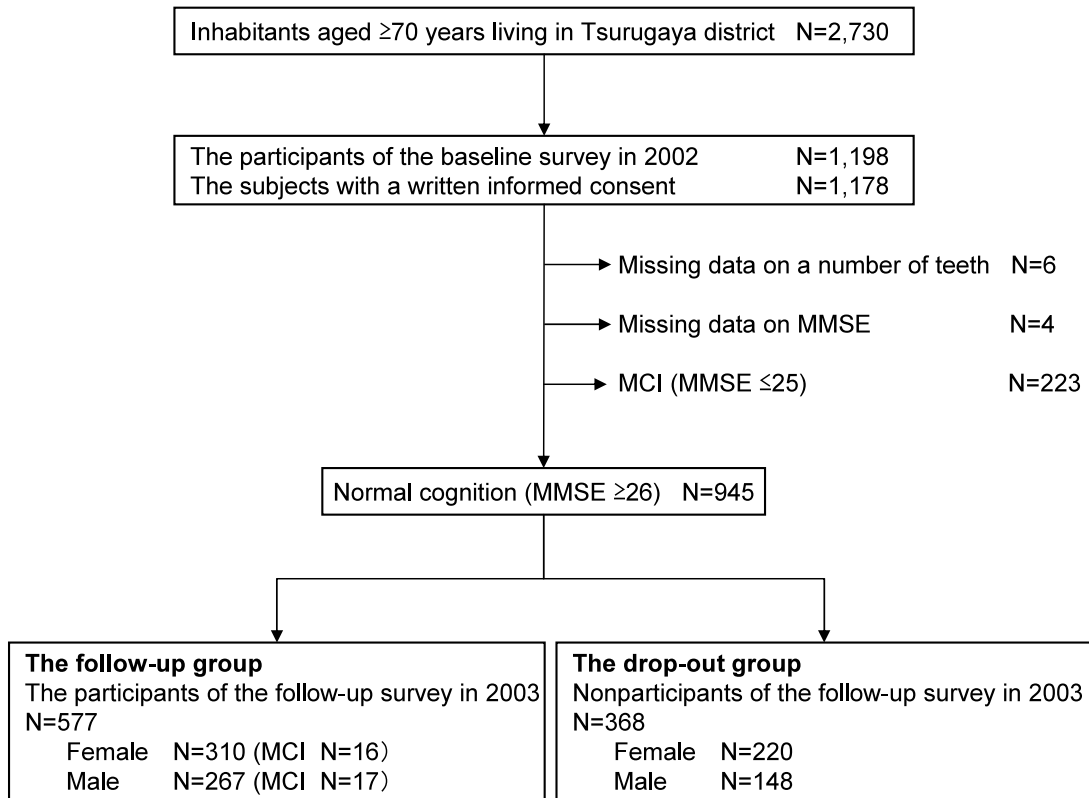 Inhabitants aged ≥70 years living in Tsurugaya district N=2,730
The participants of the baseline survey in 2002 N=1,198
The subjects with a written informed consent N=1,178
Missing data on a number of teeth N=6
Missing data on MMSE N=4
MCI (MMSE ≤25) N=223
Normal cognition (MMSE ≥26) N=945
The follow-up group
The participants of the follow-up survey in 2003
N=577
Female N=310 (MCI N=16)
Male N=267 (MCI N=17)
The drop-out group
Nonparticipants of the follow-up survey in 2003
N=368
Female N=220
Male N=148